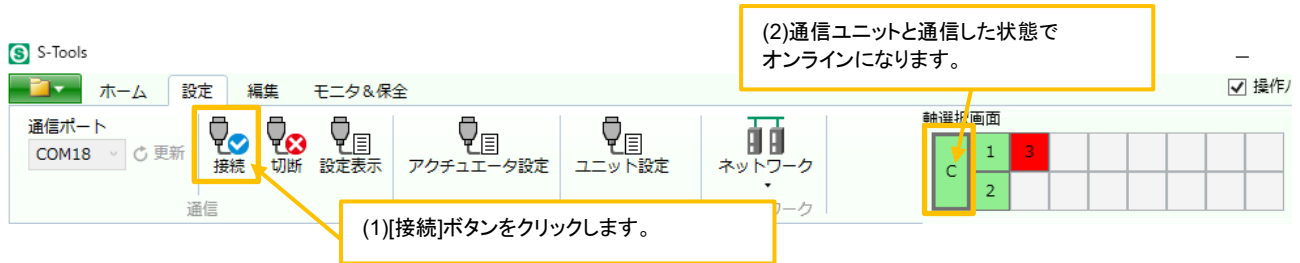 (2)通信ユニットと通信した状態で
オンラインになります。
S-Tools
ホーム 設定 編集 モニタ&保全
操作
通信ポート
COM18 更新
接続 切断 設定表示 アクチュエータ設定 ユニット設定 ネットワーク
通信
ーク
軸選択画面
C 1 3
2
(1)[接続]ボタンをクリックします。